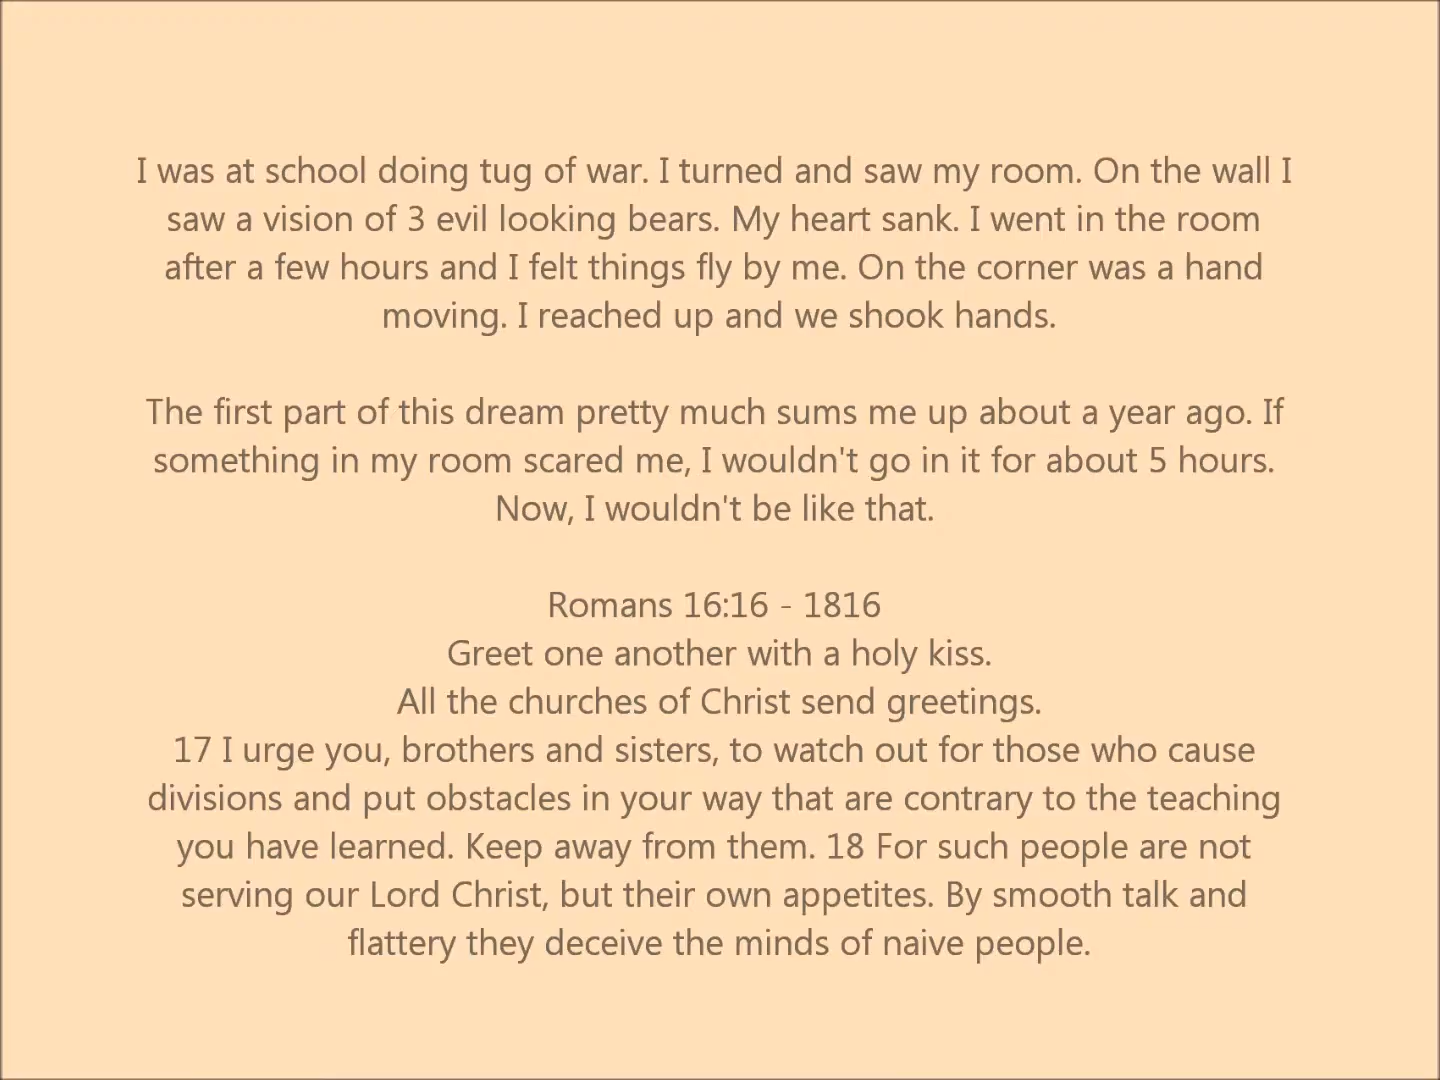 I was at school doing tug of war. I turned and saw my room. On the wall I
saw a vision of 3 evil looking bears. My heart sank. I went in the room
after a few hours and I felt things fly by me. On the corner was a hand
moving. I reached up and we shook hands.
The first part of this dream pretty much sums me up about a year ago. If
something in my room scared me, I wouldn't go in it for about 5 hours.
Now, I wouldn't be like that.
Romans 16:16 - 1816
Greet one another with a holy kiss.
All the churches of Christ send greetings.
17 I urge you, brothers and sisters, to watch out for those who cause
divisions and put obstacles in your way that are contrary to the teaching
you have learned. Keep away from them. 18 For such people are not
serving our Lord Christ, but their own appetites. By smooth talk and
flattery they deceive the minds of naive people.